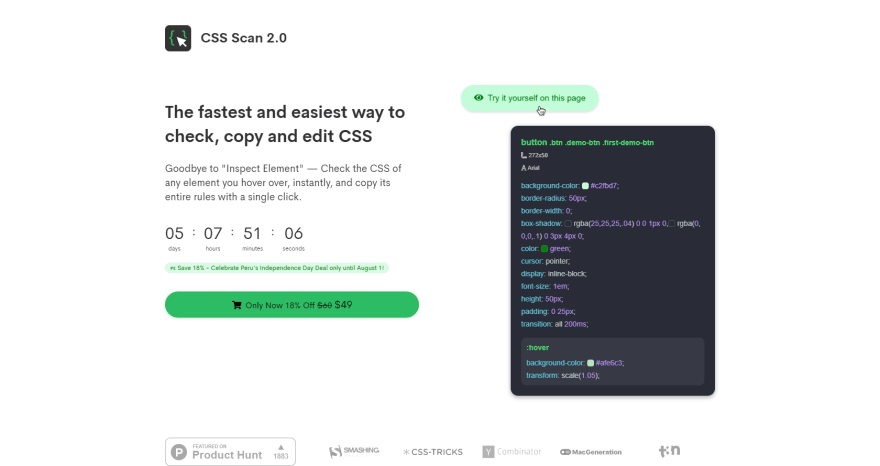 CSS Scan 2.0
Try it yourself on this page
The fastest and easiest way to
check, copy and edit CSS
Goodbye to "Inspect Element" — Check the CSS of
any element you hover over, instantly, and copy its
entire rules with a single click.
05 : 07 : 51 : 06
days hours minutes seconds
Save 18% - Celebrate Peru's Independence Day Deal only until August 1!
Only Now 18% Off $60 $49
button .btn .demo-btn .first-demo-btn
272x50
Arial
background-color: #c2fbd7;
border-radius: 50px;
border-width: 0;
box-shadow: rgba(25,25,25,.04) 0 0 1px 0, rgba(0,
0,0,.1) 0 3px 4px 0;
color: green;
cursor: pointer;
display: inline-block;
font-size: 1em;
height: 50px;
padding: 0 25px;
transition: all 200ms;
:hover
background-color: #afe6c3;
transform: scale(1.05);
FEATURED ON
Product Hunt 1883
SMASHING
CSS-TRICKS
Y Combinator
MacGeneration